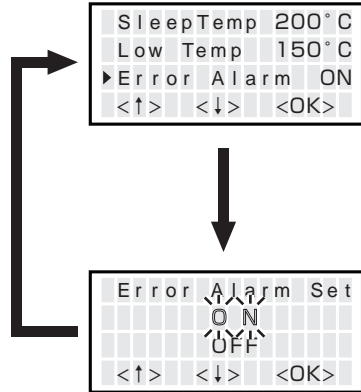 SleepTemp 200°C
Low Temp 150°C
▶Error Alarm ON
<↑> <↓> <OK>
Error Alarm Set
ON
OFF
<↑> <↓> <OK>